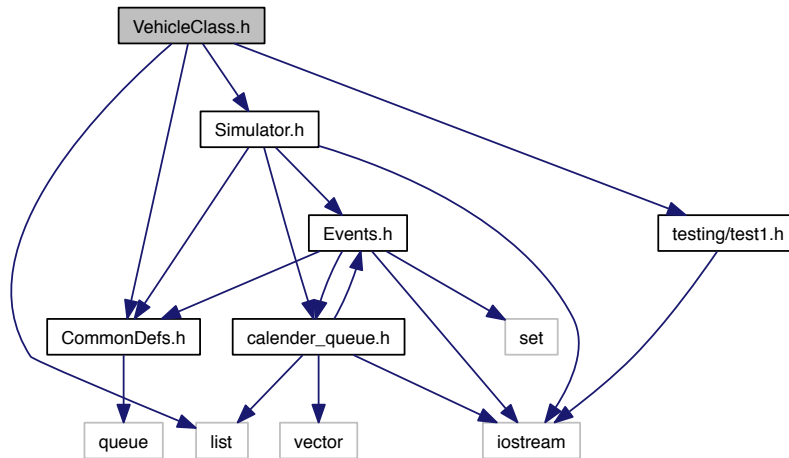 VehicleClass.h
Simulator.h
Events.h
testing/test1.h
CommonDefs.h
calender_queue.h
set
queue
list
vector
iostream